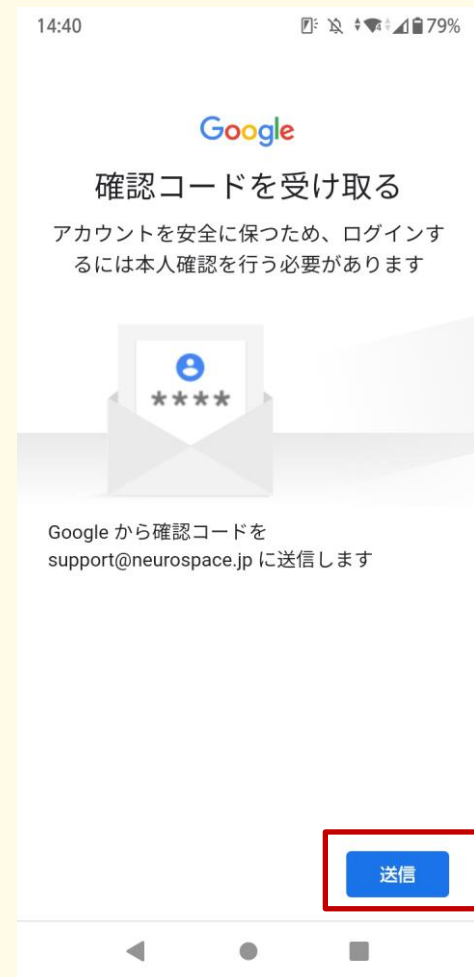 14:40 79%
Google
確認コードを受け取る
アカウントを安全に保つため、ログインす
るには本人確認を行う必要があります
****
Google から確認コードを
support@neurospace.jp に送信します
送信